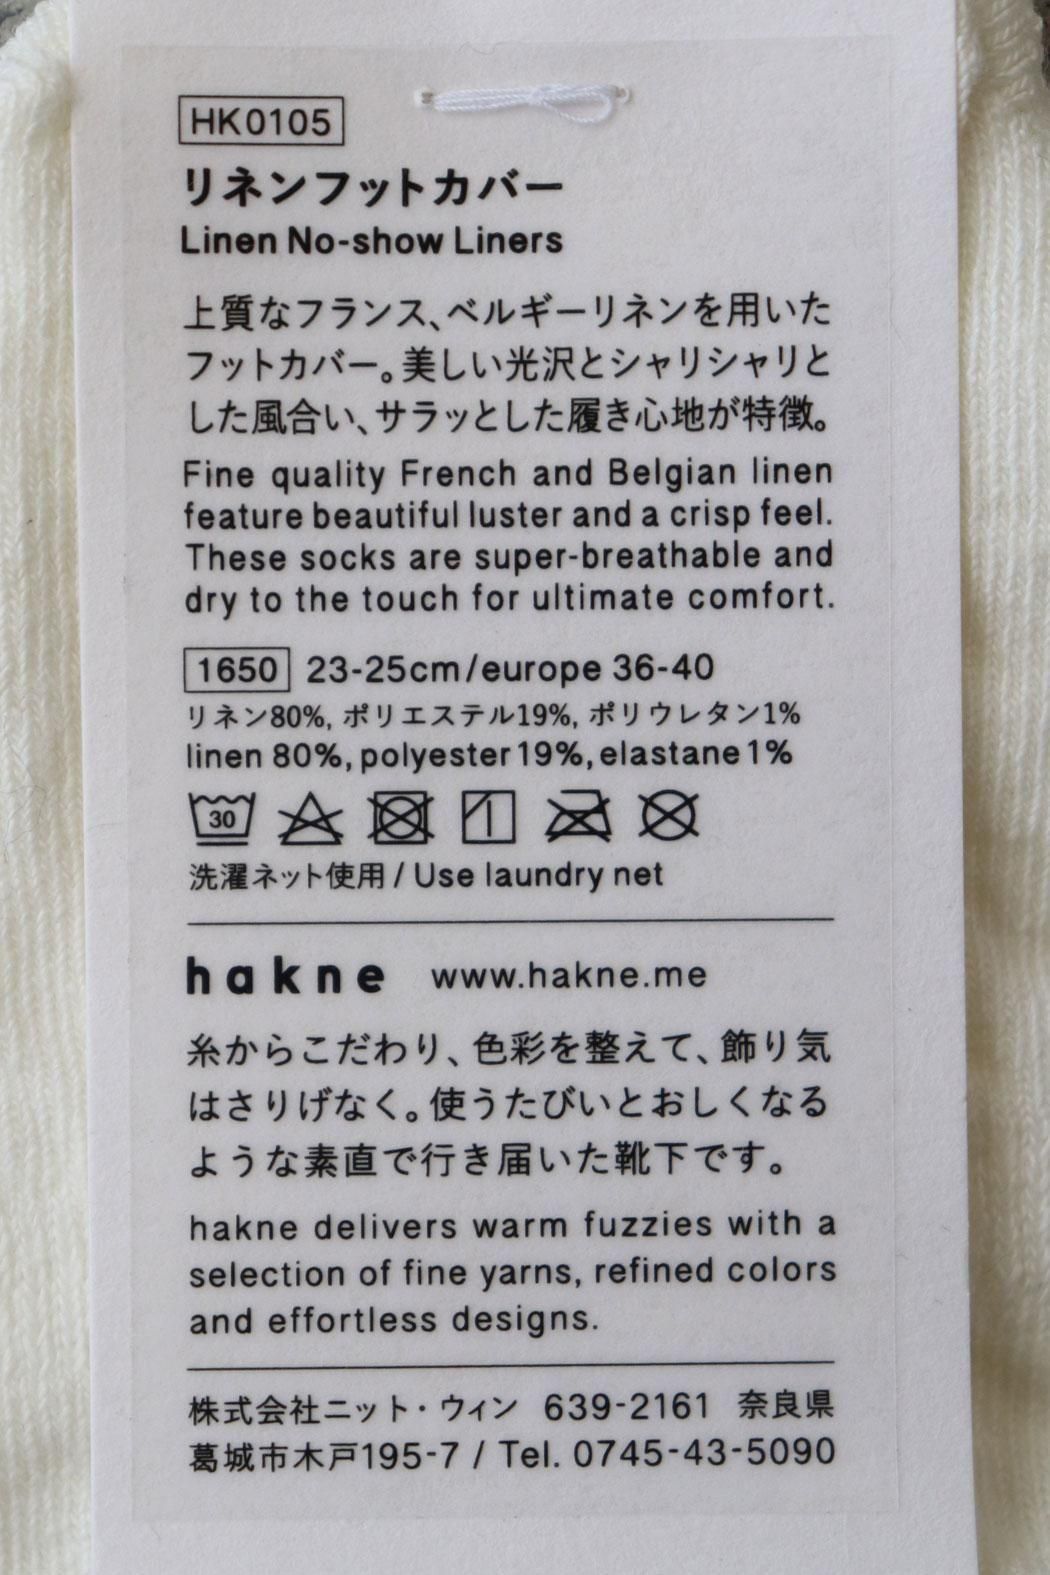 HK0105
リネンフットカバー
Linen No-show Liners
上質なフランス、ベルギーリネンを用いた
フットカバー。美しい光沢とシャリシャリと
した風合い、サラッとした履き心地が特徴。
Fine quality French and Belgian linen
feature beautiful luster and a crisp feel.
These socks are super-breathable and
dry to the touch for ultimate comfort.
1650 23-25cm/europe 36-40
リネン80%, ポリエステル19%, ポリウレタン1%
linen 80%, polyester 19%, elastane 1%
30
洗濯ネット使用 / Use laundry net
hakne www.hakne.me
糸からこだわり、色彩を整えて、飾り気
はさりげなく。使うたびいとおしくなる
ような素直で行き届いた靴下です。
hakne delivers warm fuzzies with a
selection of fine yarns, refined colors
and effortless designs.
株式会社ニット・ウィン 639-2161 奈良県
葛城市木戸195-7 / Tel. 0745-43-5090